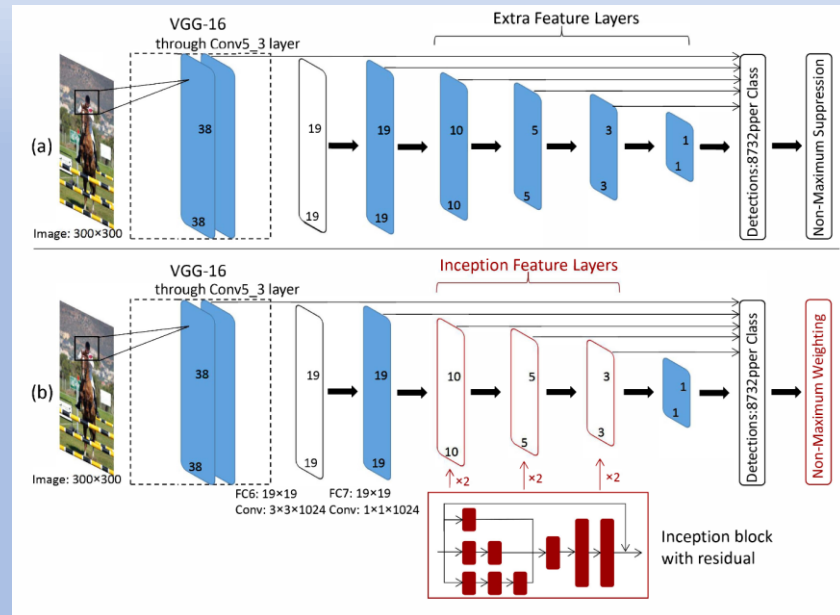 VGG-16
through Conv5_3 layer
Extra Feature Layers
(a)
38
38
19
19
19
19
10
10
5
5
3
3
1
1
Detections:8732pper Class
Non-Maximum Suppression
Image: 300×300
VGG-16
through Conv5_3 layer
Inception Feature Layers
(b)
38
38
19
19
19
19
10
10
5
5
3
3
1
1
Detections:8732pper Class
Non-Maximum Weighting
Image: 300×300
FC6: 19×19
Conv: 3×3×1024
FC7: 19×19
Conv: 1×1×1024
×2
×2
×2
Inception block
with residual